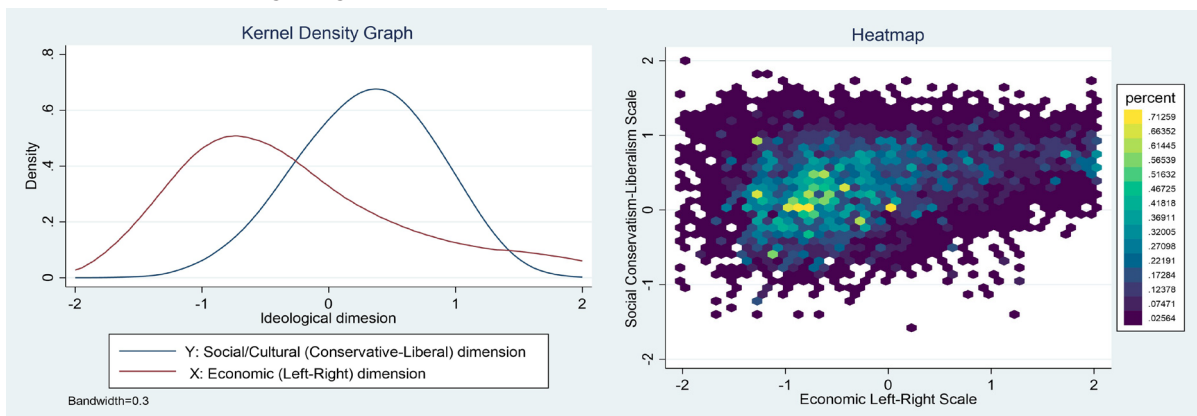 Kernel Density Graph
.8
.6
.4
.2
0
Density
-2 -1 0 1 2
Ideological dimesion
Y: Social/Cultural (Conservative-Liberal) dimension
X: Economic (Left-Right) dimension
Bandwidth=0.3
Heatmap
2
1
0
-1
-2
Social Conservatism-Liberalism Scale
-2 -1 0 1 2
Economic Left-Right Scale
percent
.71259
.66352
.61445
.56539
.51632
.46725
.41818
.36911
.32005
.27098
.22191
.17284
.12378
.07471
.02564